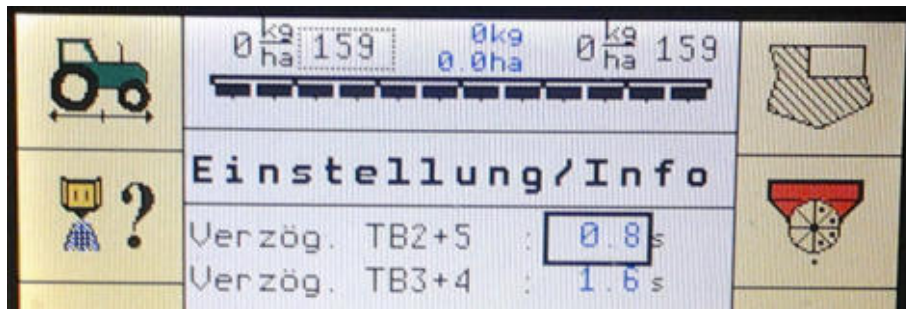 0 kg/ha 159 0kg 0 kg/ha 159
0.0ha
Einstellung/Info
?
Verzög. TB2+5 : 0.8 s
Verzög. TB3+4 : 1.6 s